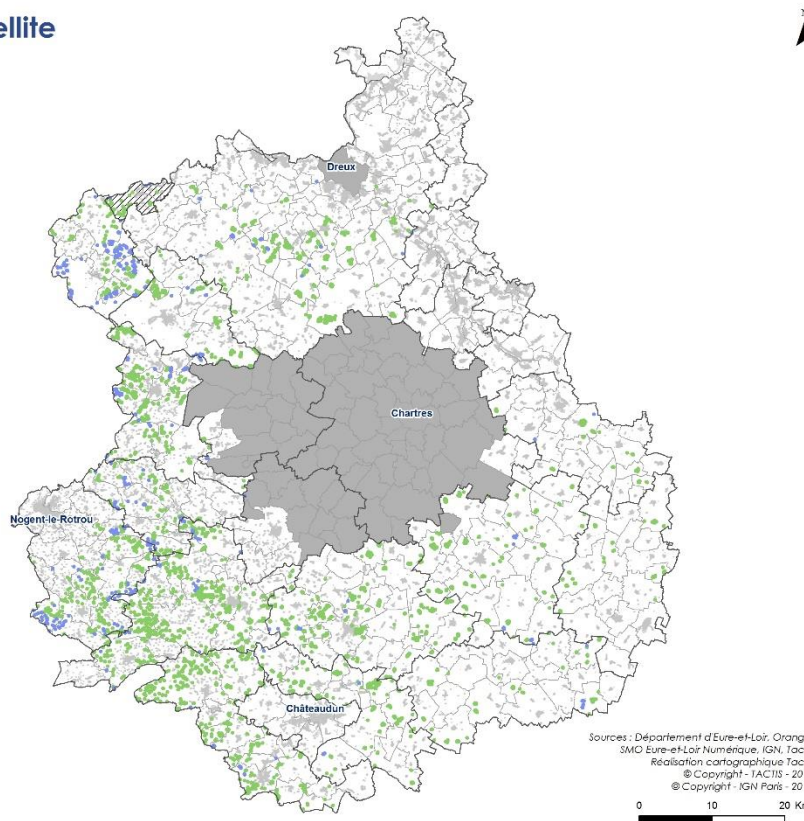 ellite
Dreux
Chartres
Nogent-le-Rotrou
Châteaudun
Sources : Département d'Eure-et-Loir, Orang
SMO Eure-et-Loir Numérique, IGN, Tac
Réalisation cartographique Tac
© Copyright - TACTIS - 20
© Copyright - IGN Paris - 20
0 10 20 K